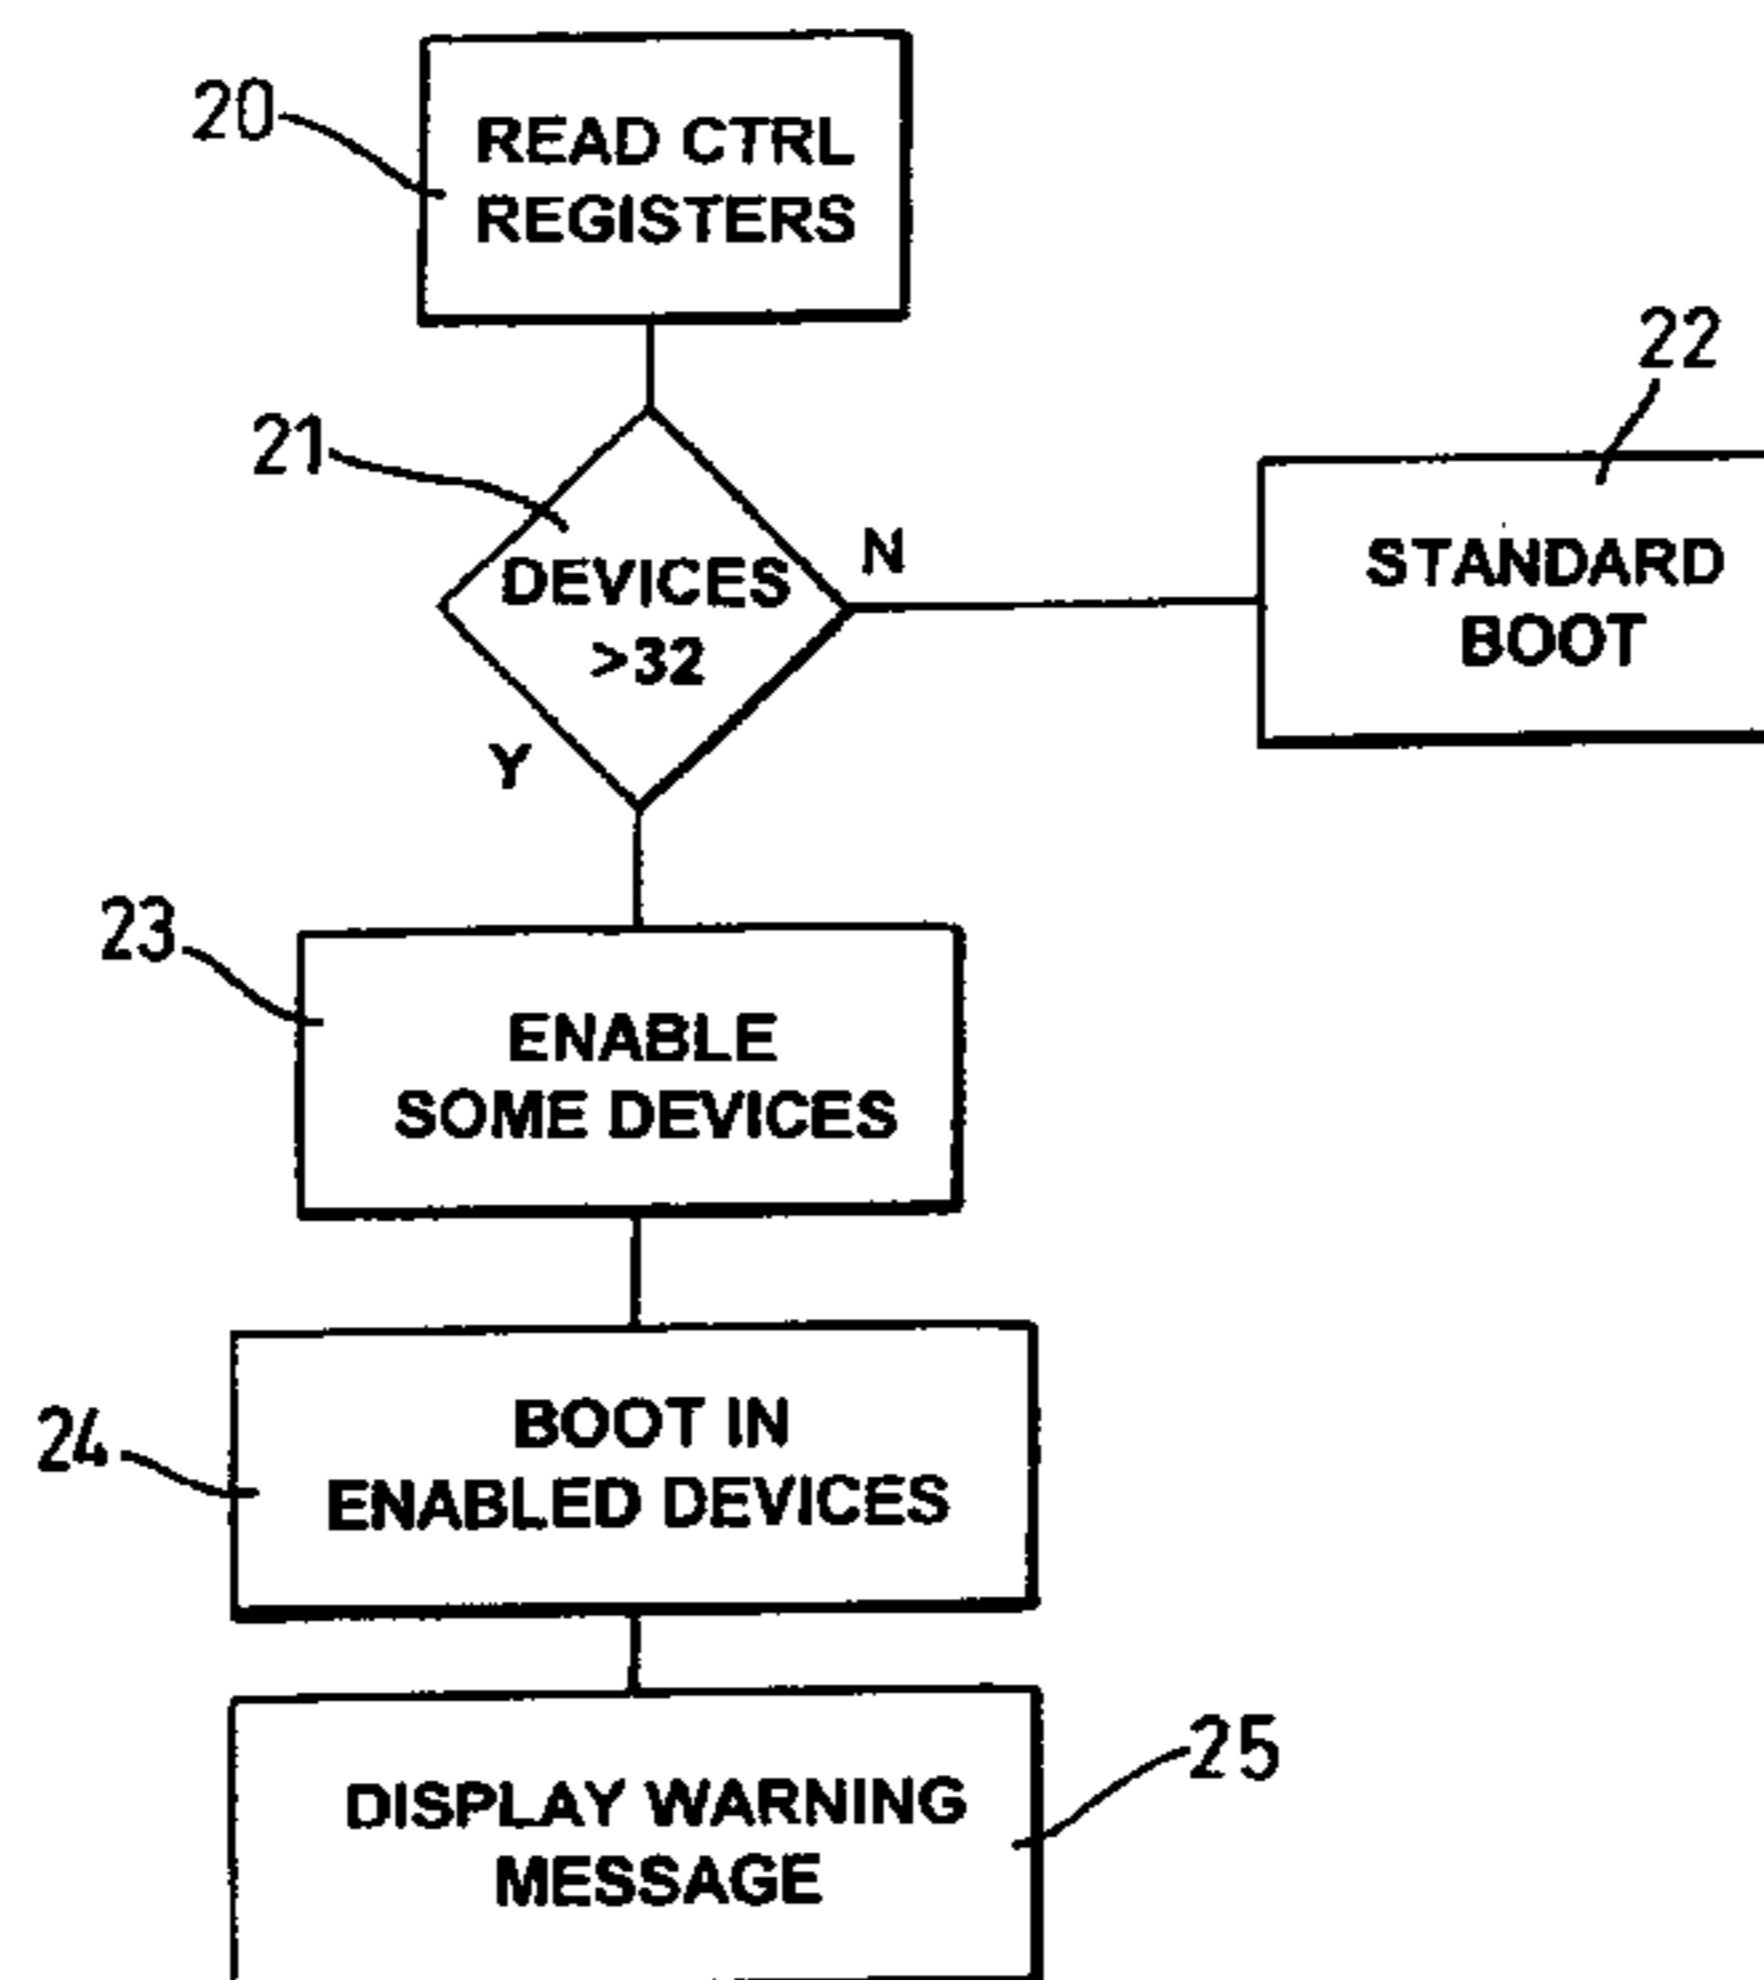 20
READ CTRL
REGISTERS
22
21
DEVICES
>32
N
Y
STANDARD
BOOT
23
ENABLE
SOME DEVICES
24
BOOT IN
ENABLED DEVICES
25
DISPLAY WARNING
MESSAGE